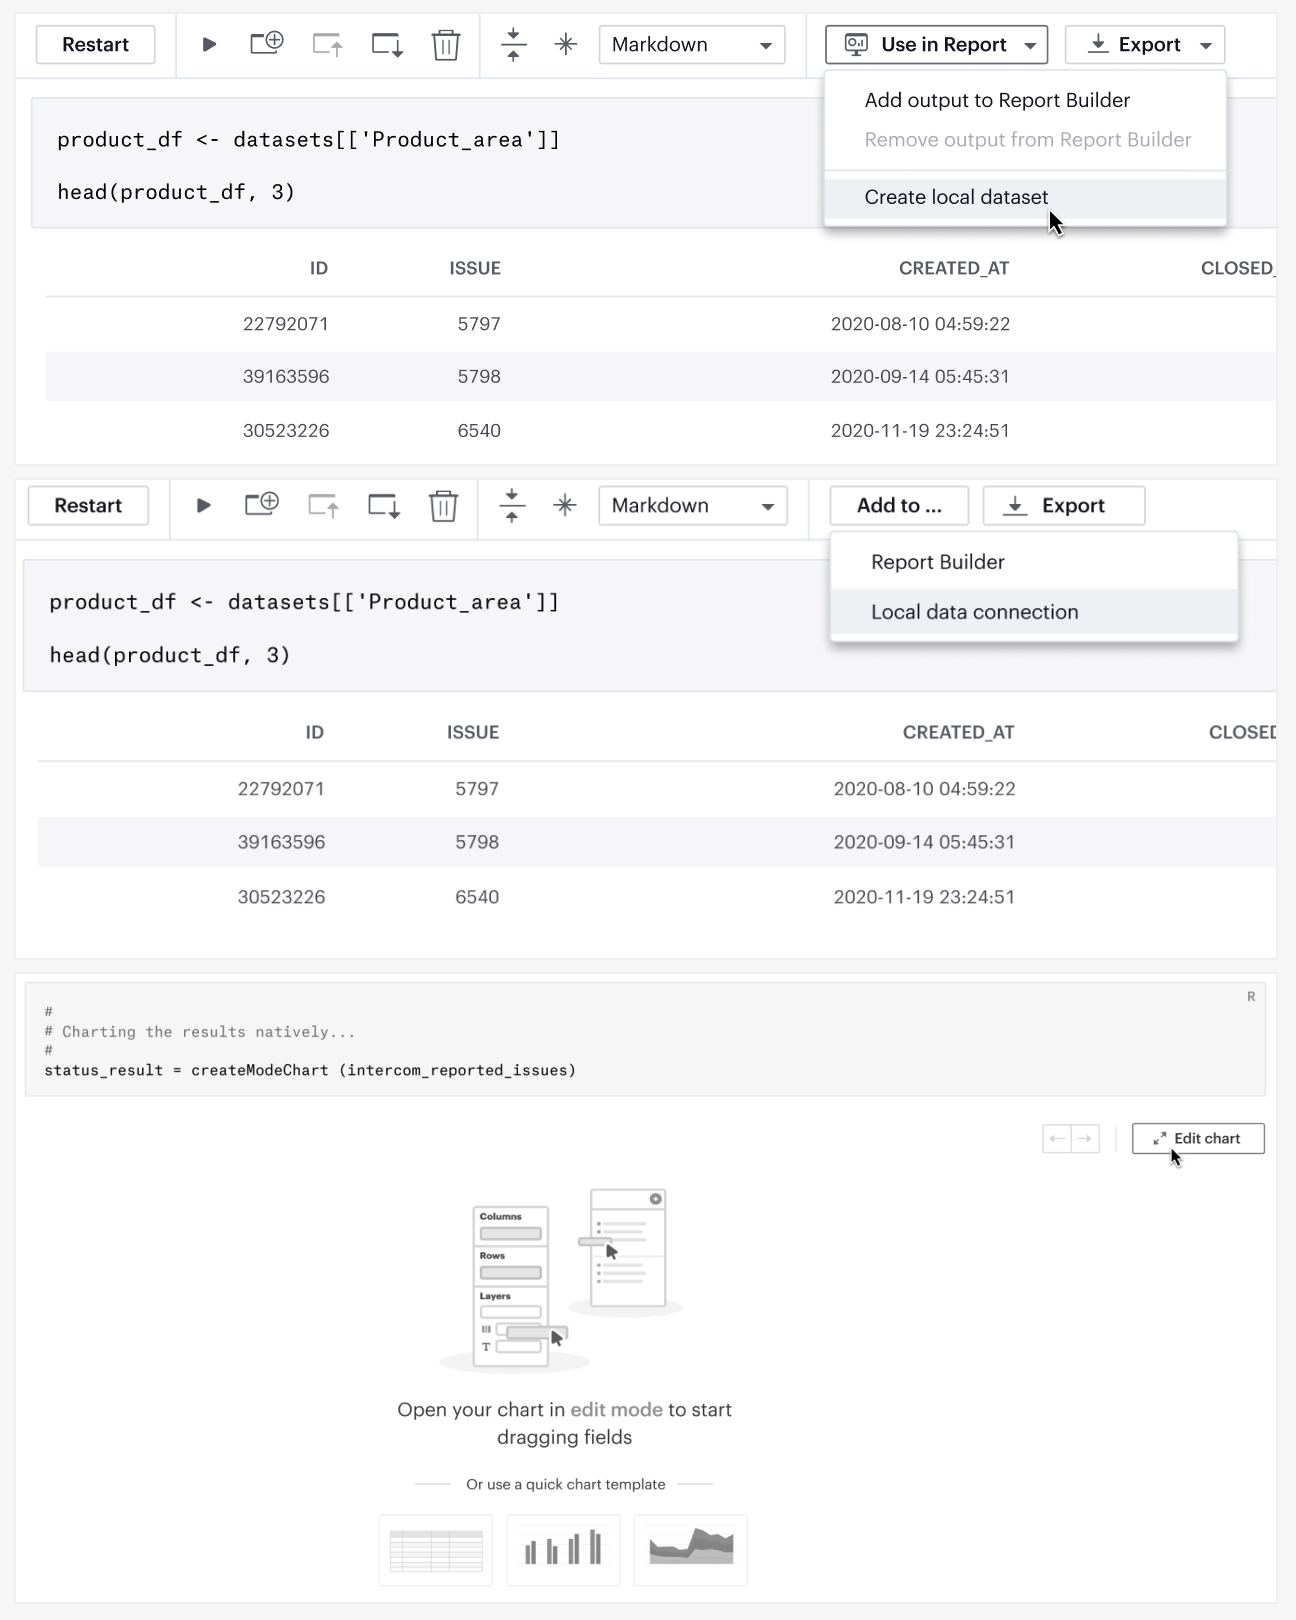 Restart
Markdown
Use in Report
Export
Add output to Report Builder
Remove output from Report Builder
Create local dataset
product_df <- datasets[['Product_area']]
head(product_df, 3)
ID ISSUE CREATED_AT CLOSED_
22792071 5797 2020-08-10 04:59:22
39163596 5798 2020-09-14 05:45:31
30523226 6540 2020-11-19 23:24:51
Restart
Markdown
Add to ...
Export
Report Builder
Local data connection
product_df <- datasets[['Product_area']]
head(product_df, 3)
ID ISSUE CREATED_AT CLOSED
22792071 5797 2020-08-10 04:59:22
39163596 5798 2020-09-14 05:45:31
30523226 6540 2020-11-19 23:24:51
R
#
# Charting the results natively...
#
status_result = createModeChart (intercom_reported_issues)
Edit chart
Columns
Rows
Layers
T
Open your chart in edit mode to start
dragging fields
Or use a quick chart template